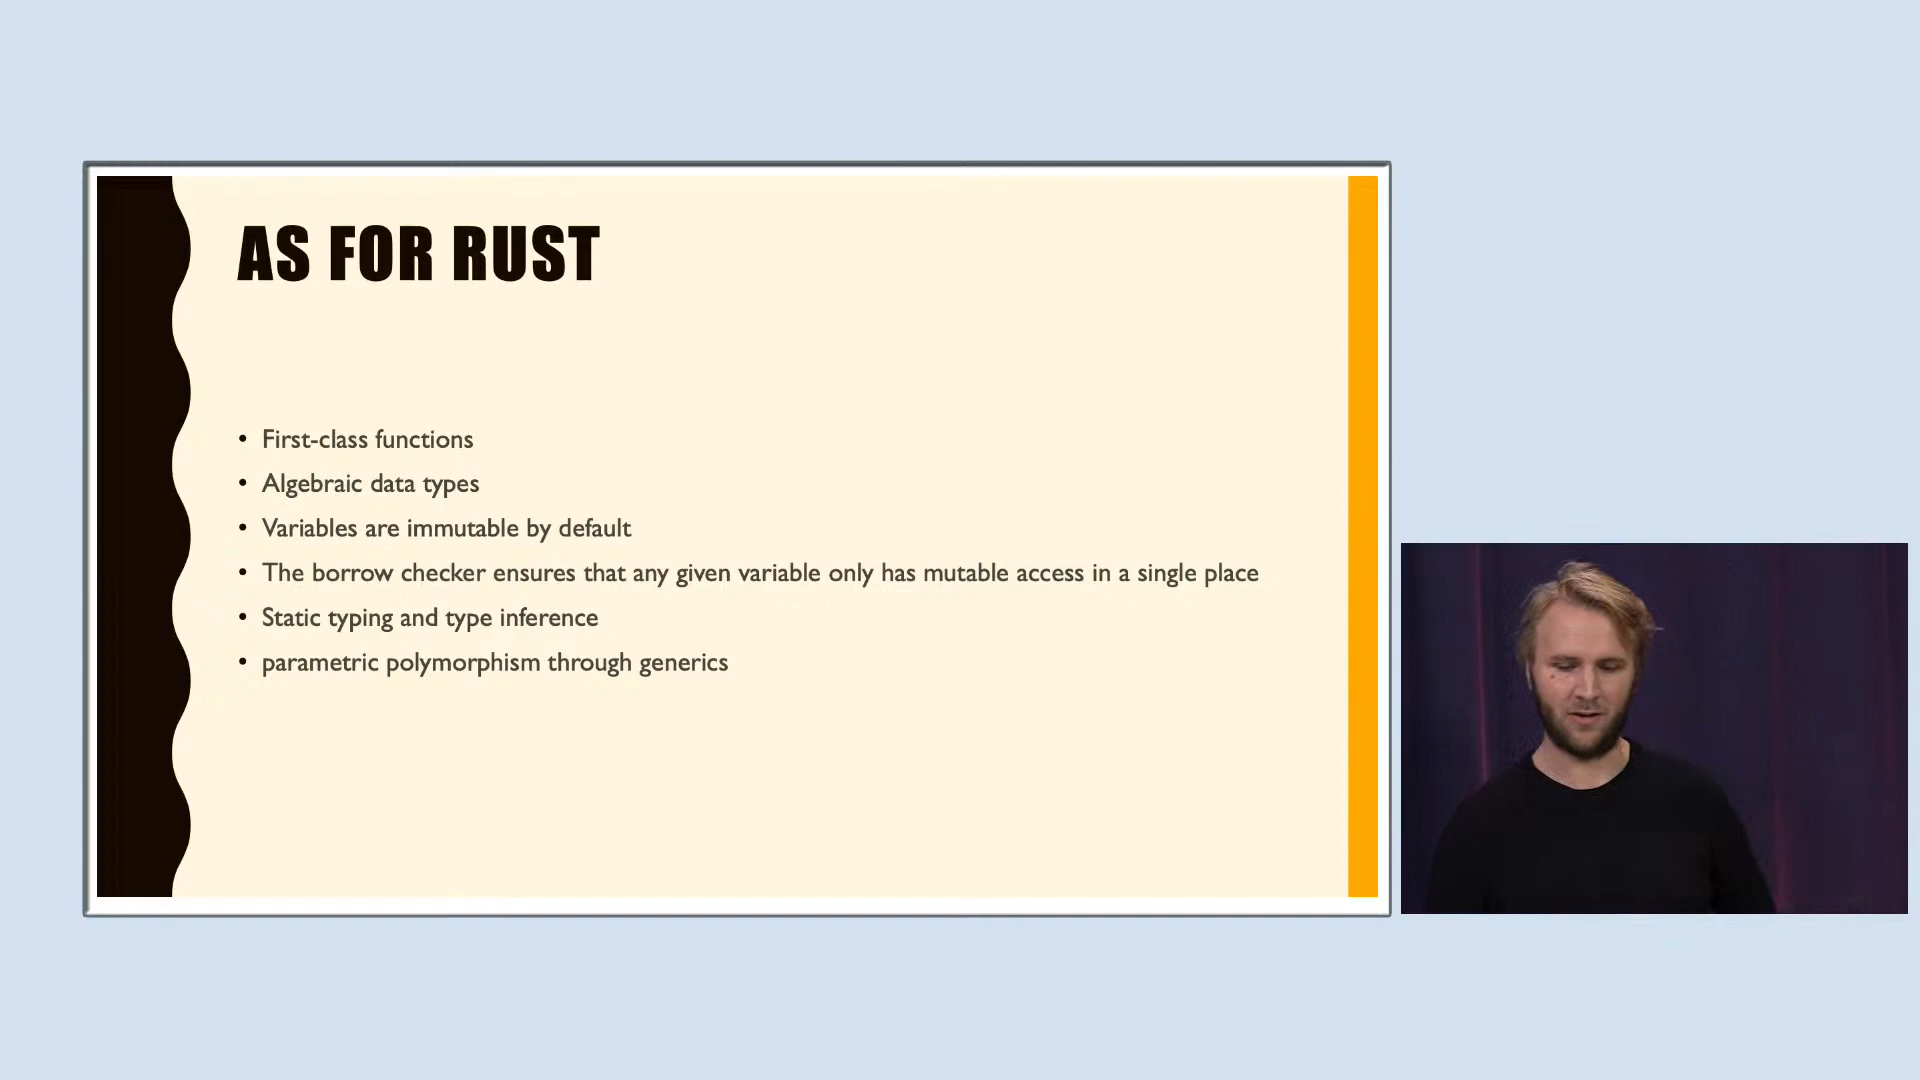 AS FOR RUST
• First-class functions
• Algebraic data types
• Variables are immutable by default
• The borrow checker ensures that any given variable only has mutable access in a single place
• Static typing and type inference
• parametric polymorphism through generics